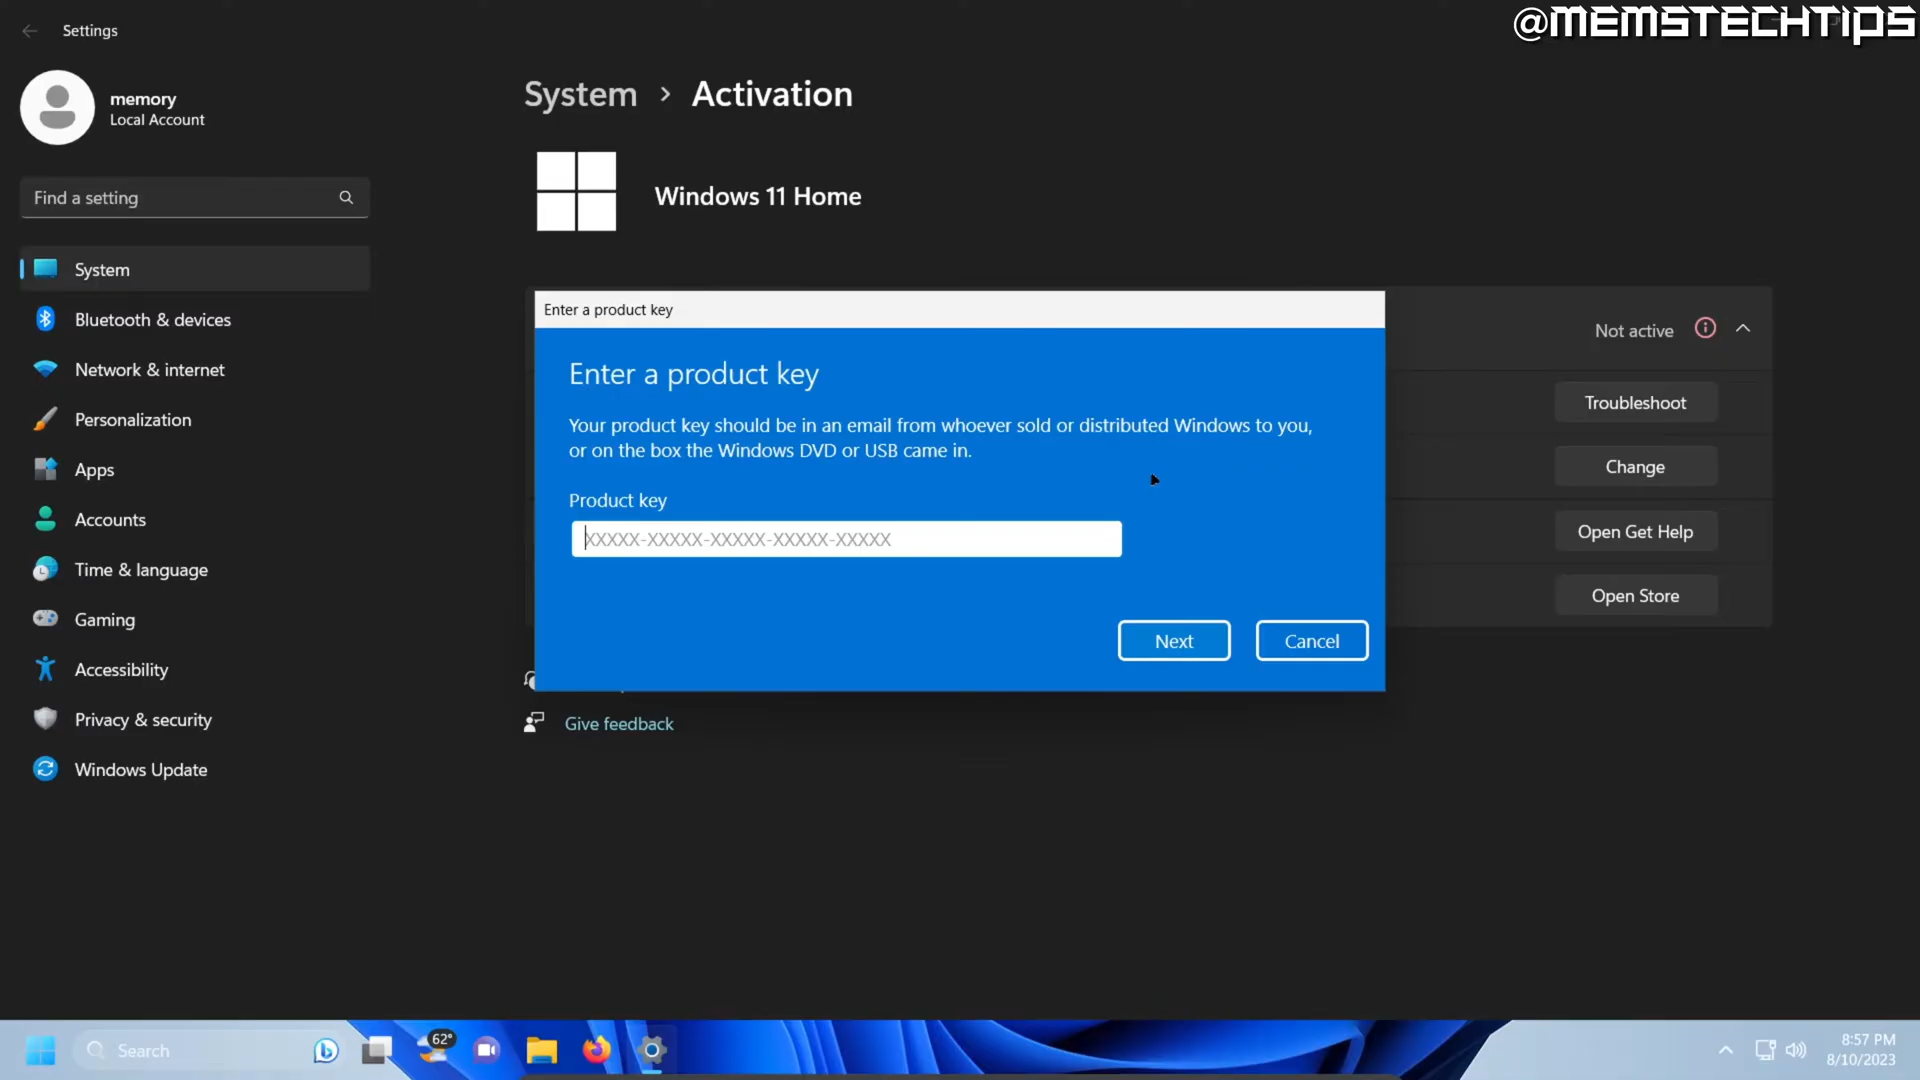 Settings
@MEMSTECHTIPS
memory
Local Account
Find a setting
System
Bluetooth & devices
Network & internet
Personalization
Apps
Accounts
Time & language
Gaming
Accessibility
Privacy & security
Windows Update
System > Activation
Windows 11 Home
Not active
Troubleshoot
Change
Open Get Help
Open Store
Enter a product key
Enter a product key
Your product key should be in an email from whoever sold or distributed Windows to you,
or on the box the Windows DVD or USB came in.
Product key
XXXXX-XXXXX-XXXXX-XXXXX-XXXXX
Next
Cancel
Give feedback
Search
62°
8:57 PM
8/10/2023